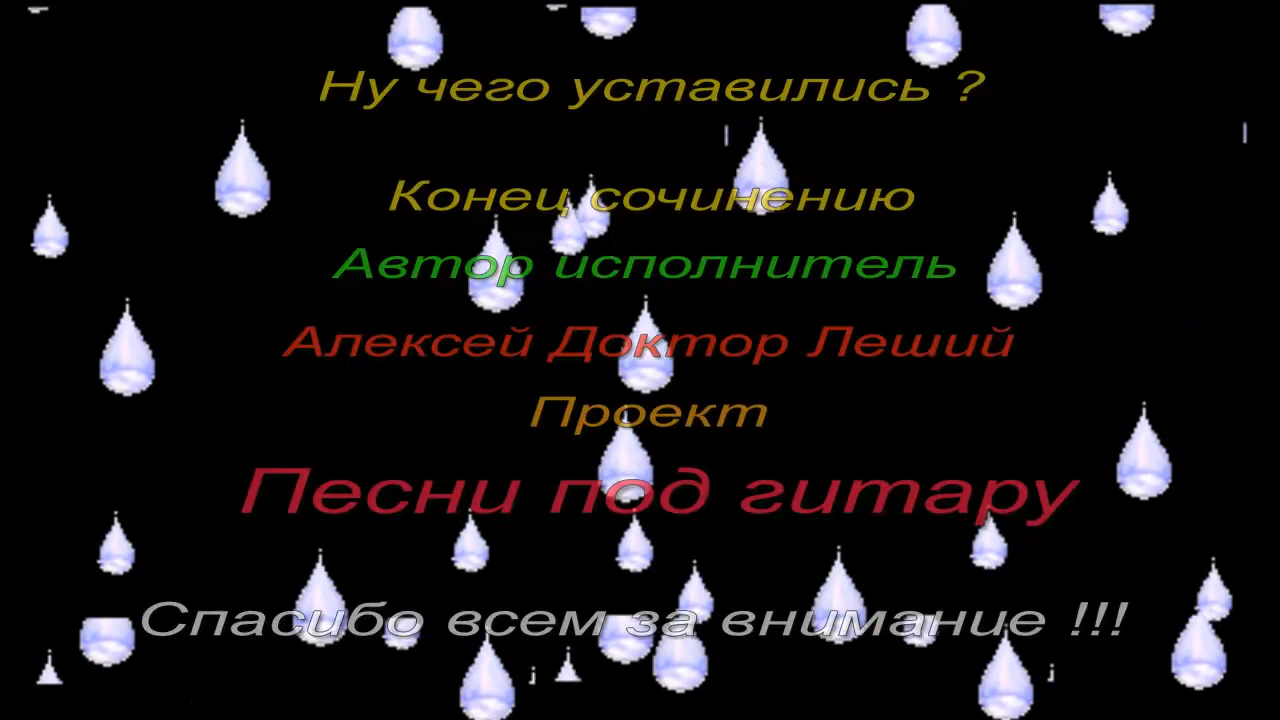 Ну чего уставились ?
Конец сочинению
Автор исполнитель
Алексей Доктор Леший
Проект
Песни под гитару
Спасибо всем за внимание !!!